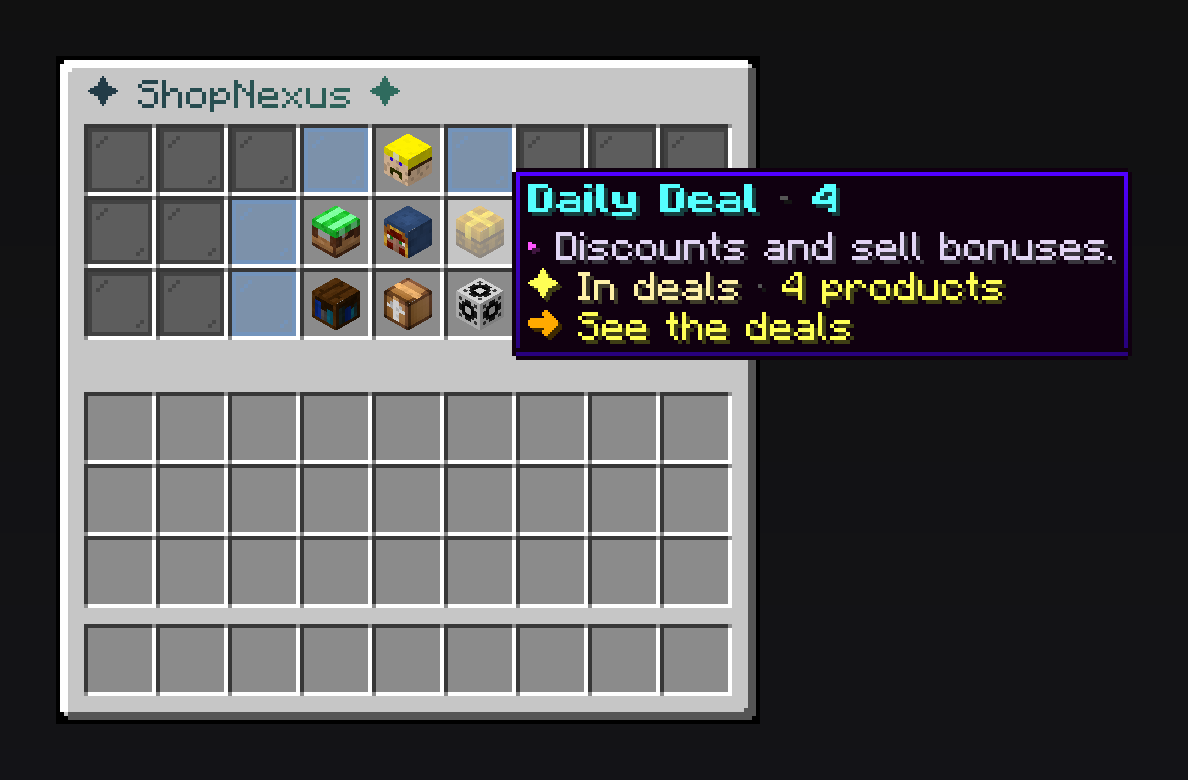 ✦ ShopNexus ✦
Daily Deal · 4
▸ Discounts and sell bonuses.
✦ In deals · 4 products
➡ See the deals